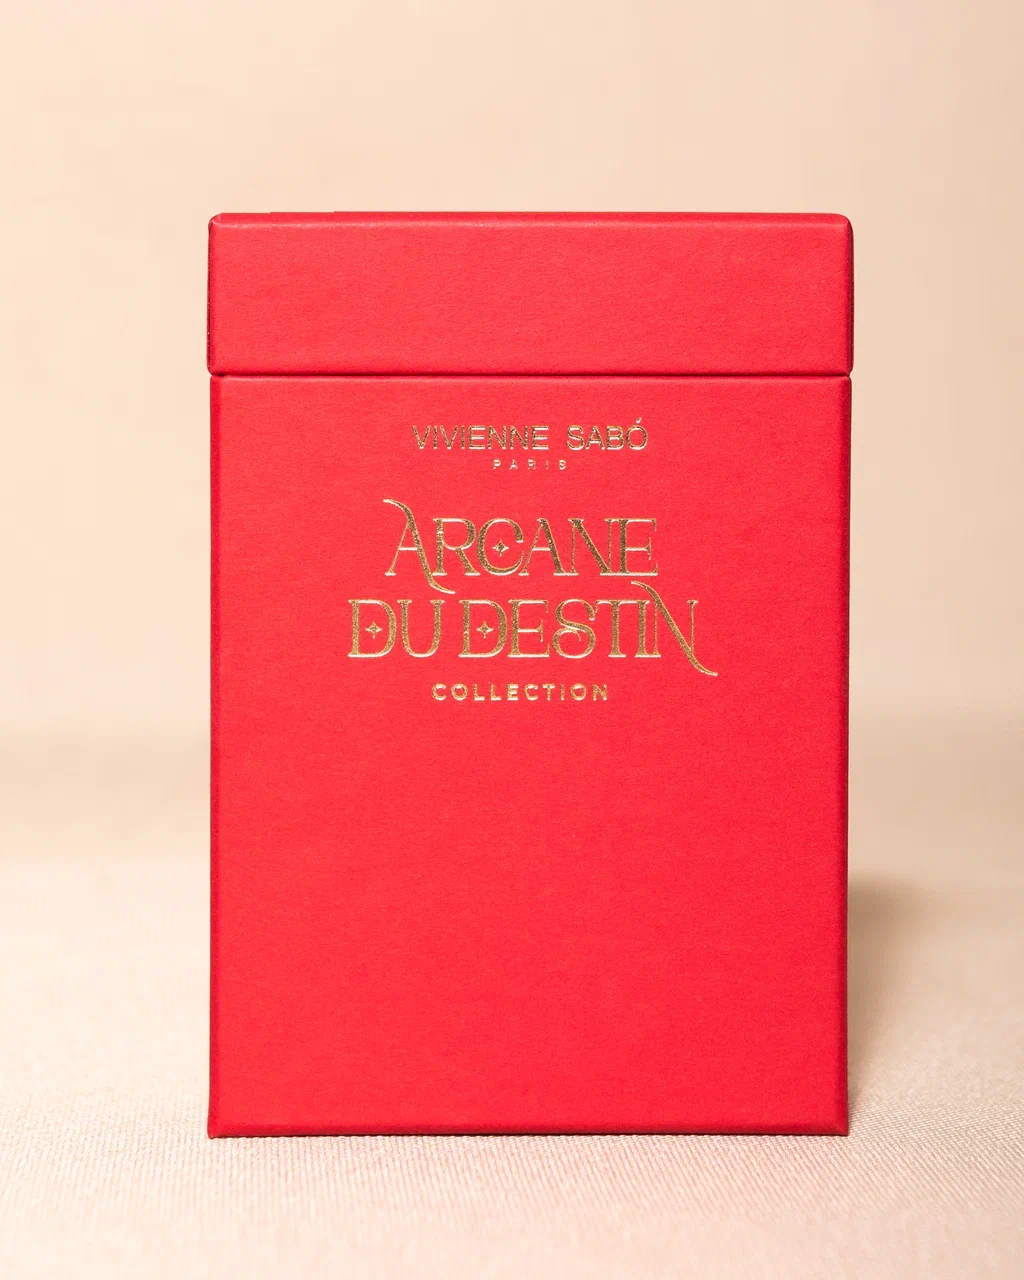 VIVIENNE SABÓ
PARIS
ARCANE
DU DESTIN
COLLECTION